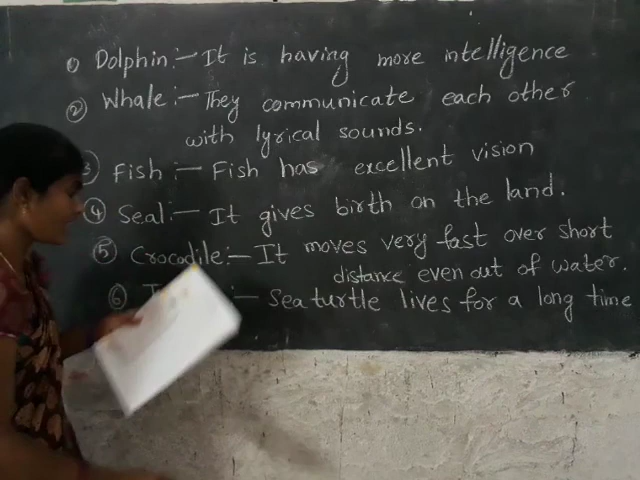 ① Dolphin:- It is having more intelligence
② Whale:- They communicate each other
with lyrical sounds.
③ Fish:- Fish has excellent vision
④ Seal:- It gives birth on the land.
⑤ Crocodile:- It moves very fast over short
distance even out of water.
⑥ :- Sea turtle lives for a long time